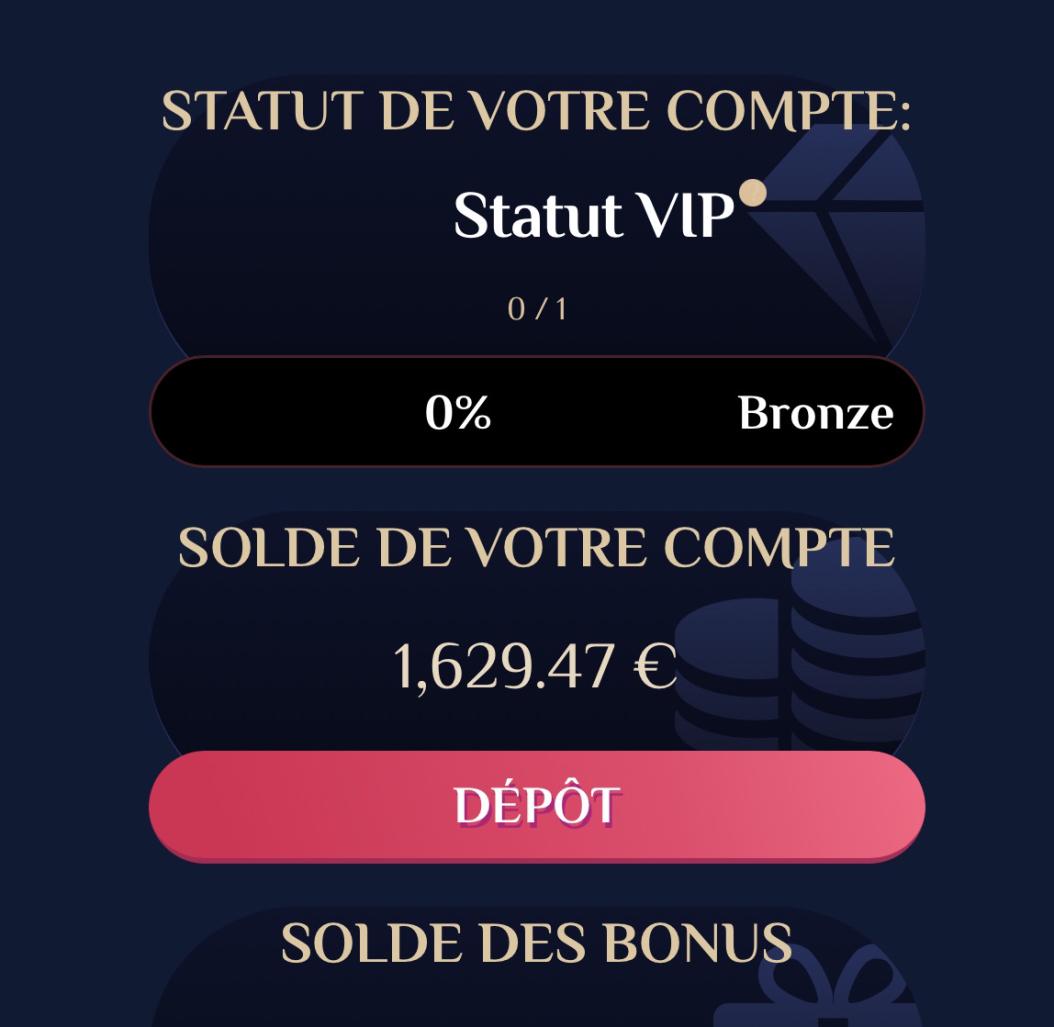 STATUT DE VOTRE COMPTE:
Statut VIP
0 / 1
0% Bronze
SOLDE DE VOTRE COMPTE
1,629.47 €
DÉPÔT
SOLDE DES BONUS